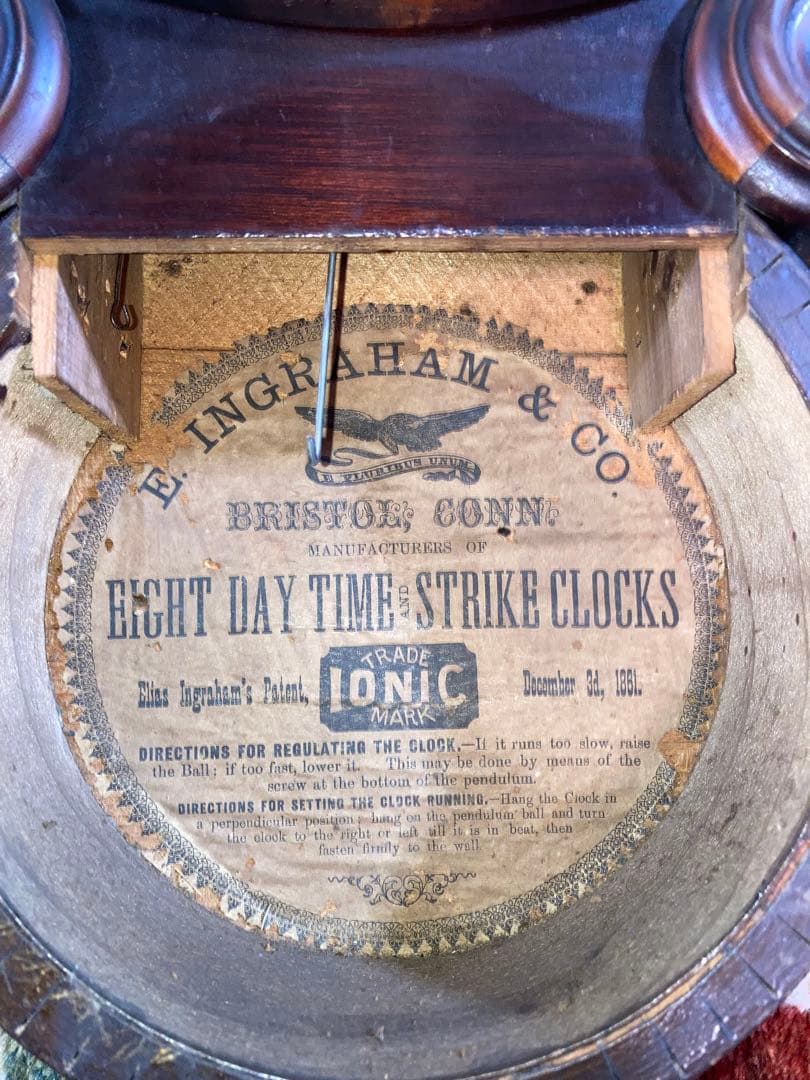 E. INGRAHAM & CO.
E PLURIBUS UNUM
BRISTOL, CONN.
MANUFACTURERS OF
EIGHT DAY TIME AND STRIKE CLOCKS
TRADE
Elias Ingraham's Patent, IONIC December 3d, 1881.
MARK
DIRECTIONS FOR REGULATING THE CLOCK.—If it runs too slow, raise
the Ball; if too fast, lower it. This may be done by means of the
screw at the bottom of the pendulum.
DIRECTIONS FOR SETTING THE CLOCK RUNNING.—Hang the Clock in
a perpendicular position; hang on the pendulum ball and turn
the clock to the right or left till it is in beat, then
fasten firmly to the wall